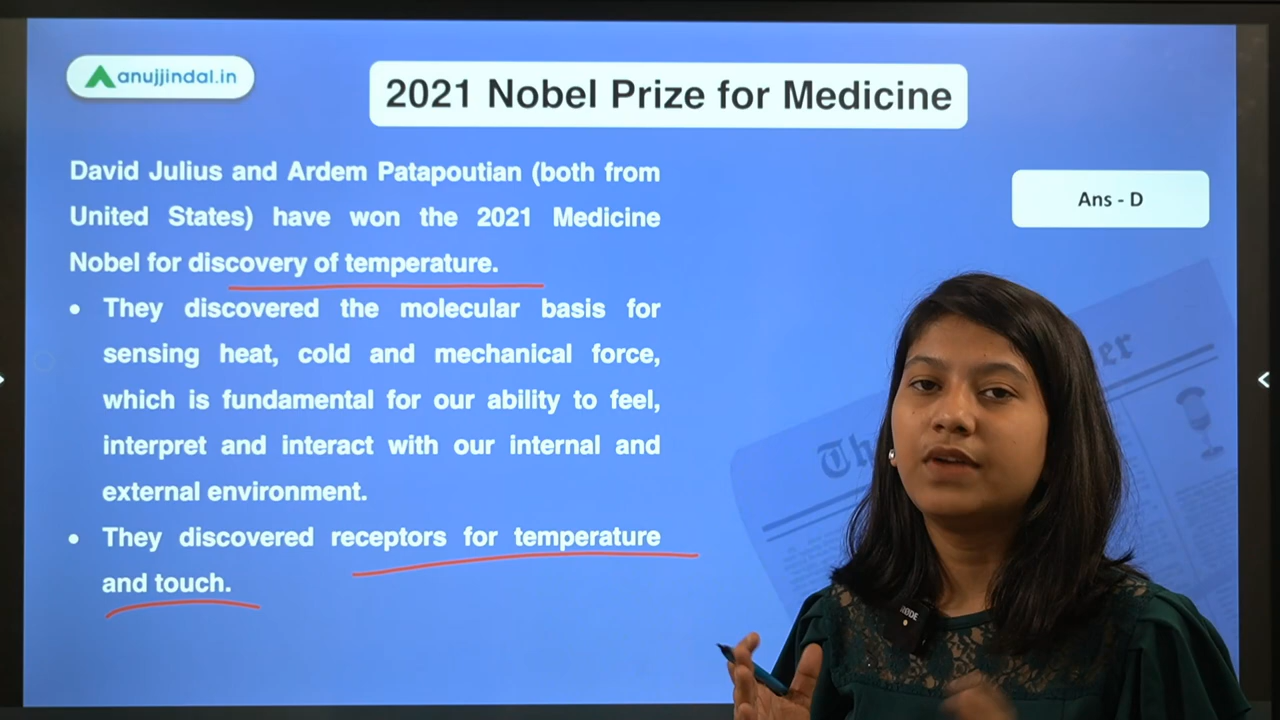 anujjindal.in
2021 Nobel Prize for Medicine
David Julius and Ardem Patapoutian (both from
United States) have won the 2021 Medicine
Nobel for discovery of temperature.
Ans - D
• They discovered the molecular basis for
sensing heat, cold and mechanical force,
which is fundamental for our ability to feel,
interpret and interact with our internal and
external environment.
• They discovered receptors for temperature
and touch.
RODE